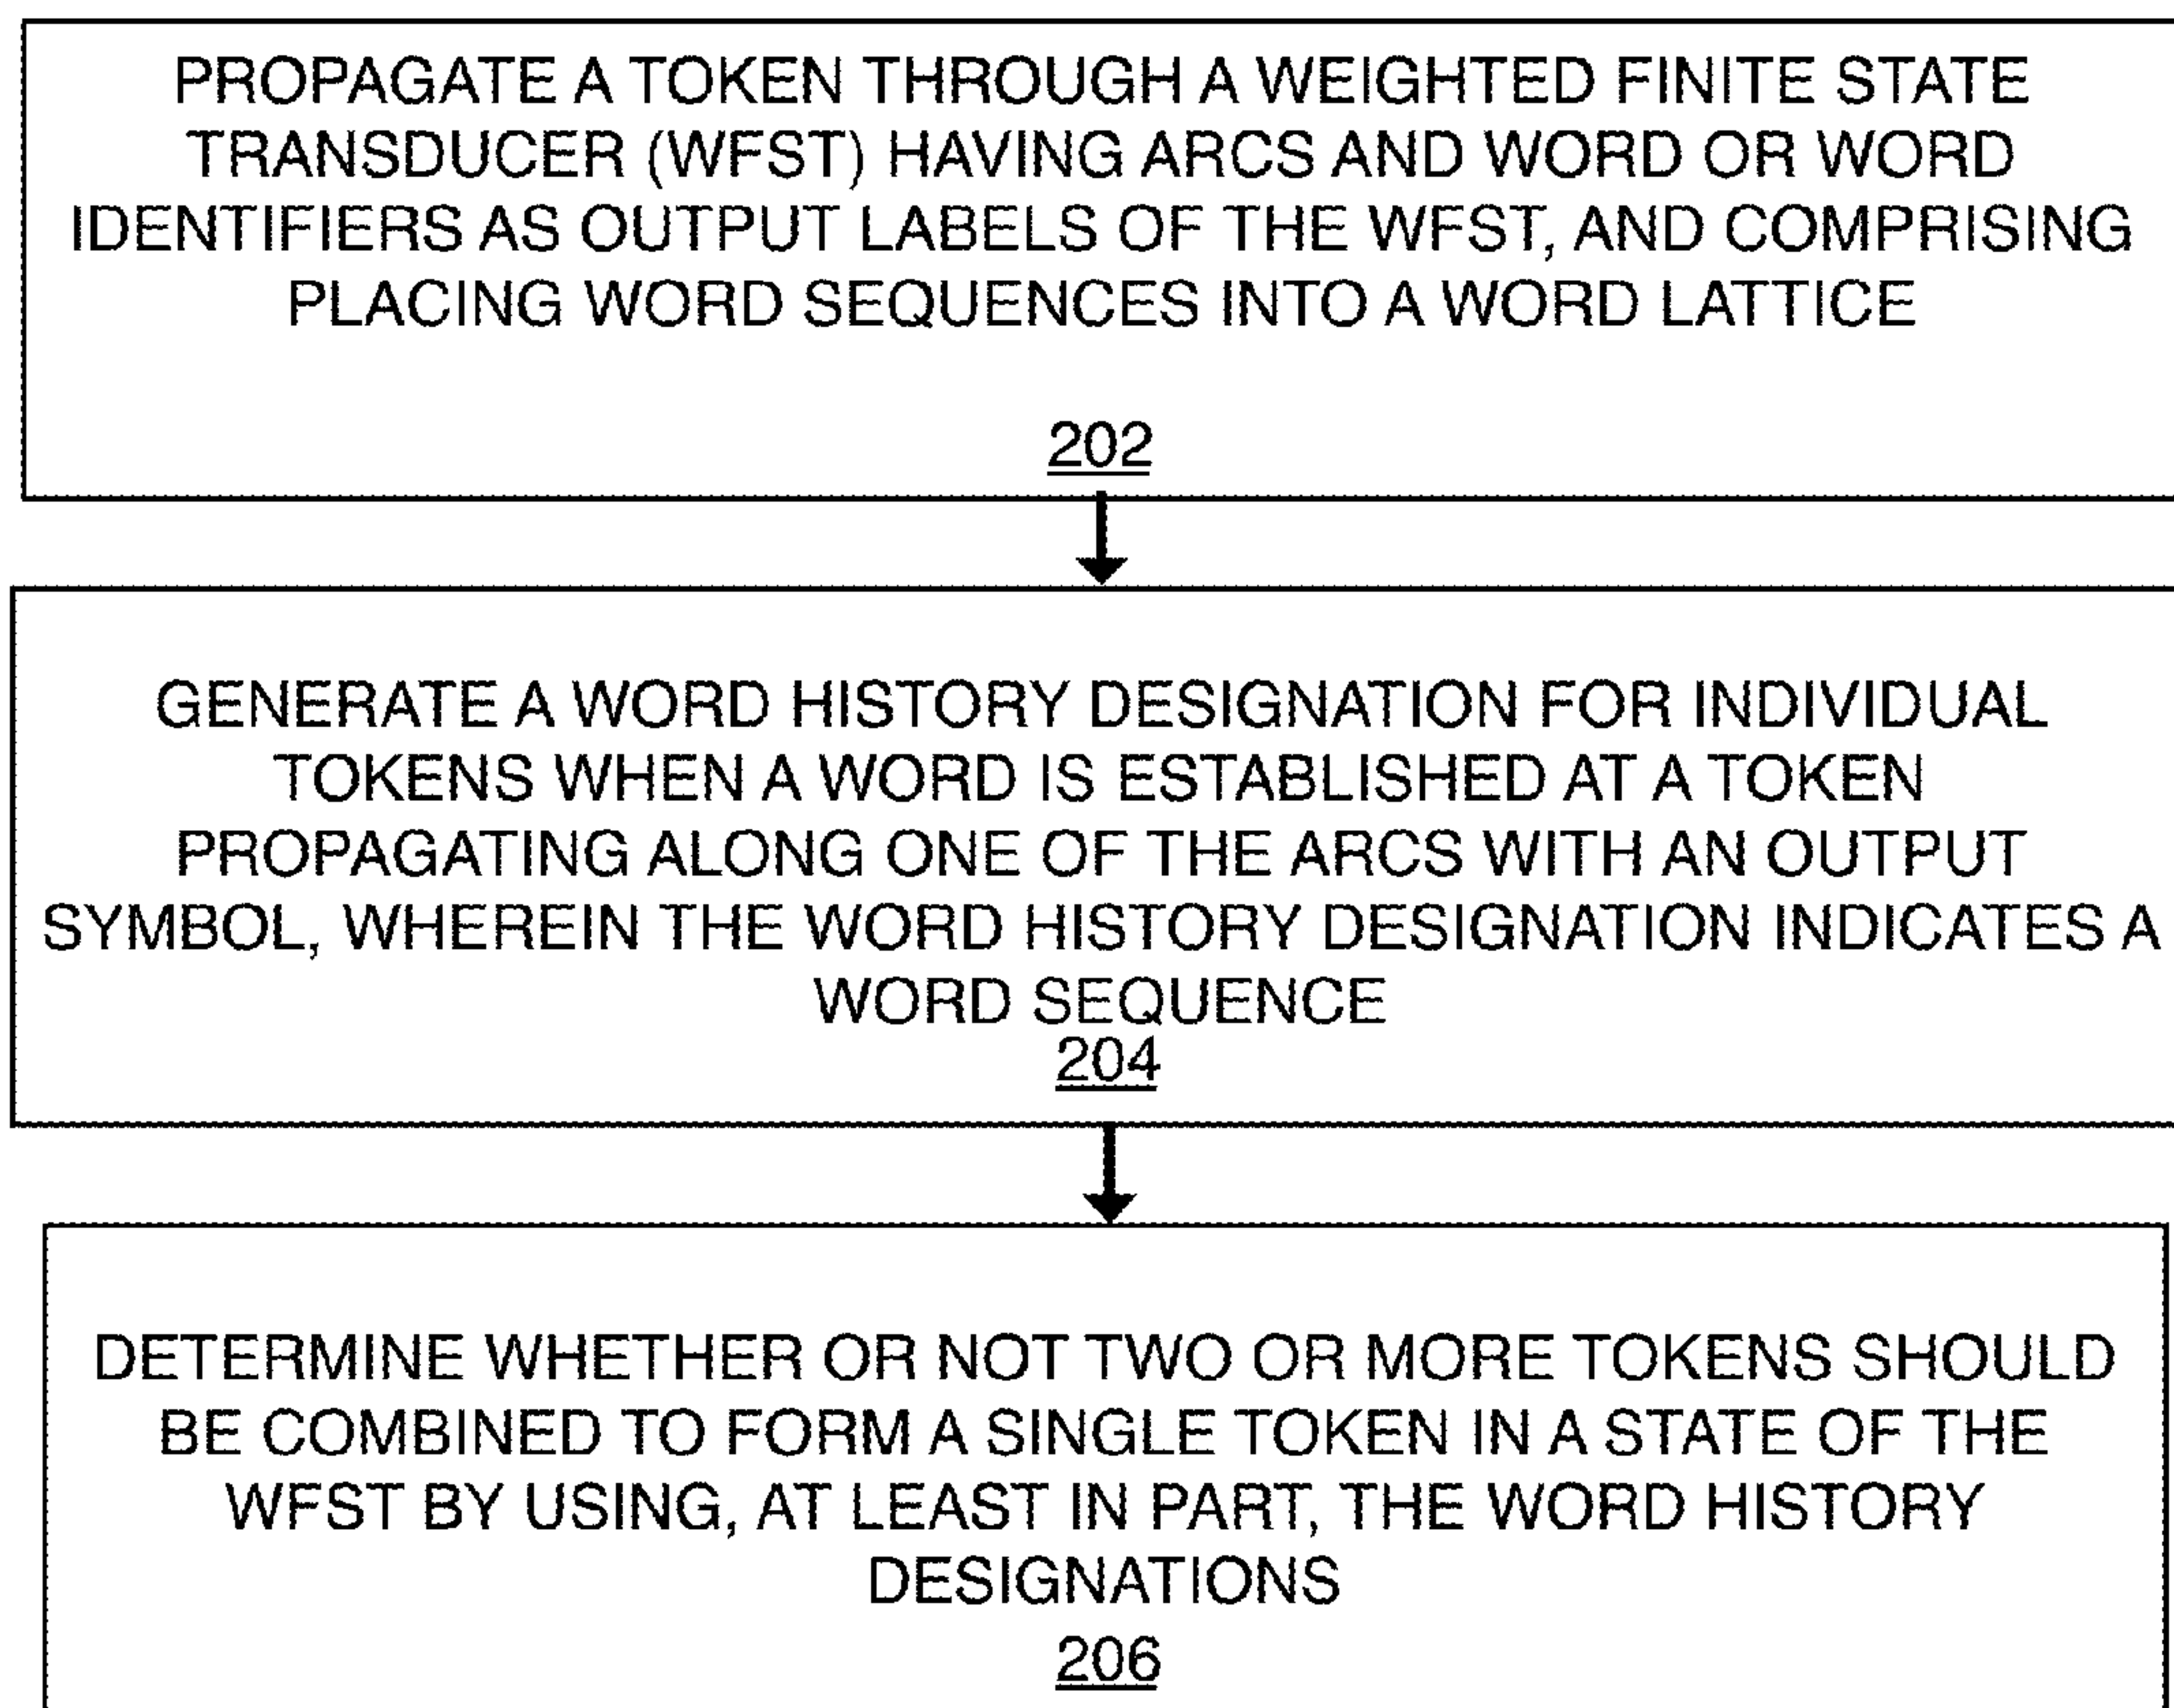 PROPAGATE A TOKEN THROUGH A WEIGHTED FINITE STATE
TRANSDUCER (WFST) HAVING ARCS AND WORD OR WORD
IDENTIFIERS AS OUTPUT LABELS OF THE WFST, AND COMPRISING
PLACING WORD SEQUENCES INTO A WORD LATTICE
202
GENERATE A WORD HISTORY DESIGNATION FOR INDIVIDUAL
TOKENS WHEN A WORD IS ESTABLISHED AT A TOKEN
PROPAGATING ALONG ONE OF THE ARCS WITH AN OUTPUT
SYMBOL, WHEREIN THE WORD HISTORY DESIGNATION INDICATES A
WORD SEQUENCE
204
DETERMINE WHETHER OR NOT TWO OR MORE TOKENS SHOULD
BE COMBINED TO FORM A SINGLE TOKEN IN A STATE OF THE
WFST BY USING, AT LEAST IN PART, THE WORD HISTORY
DESIGNATIONS
206